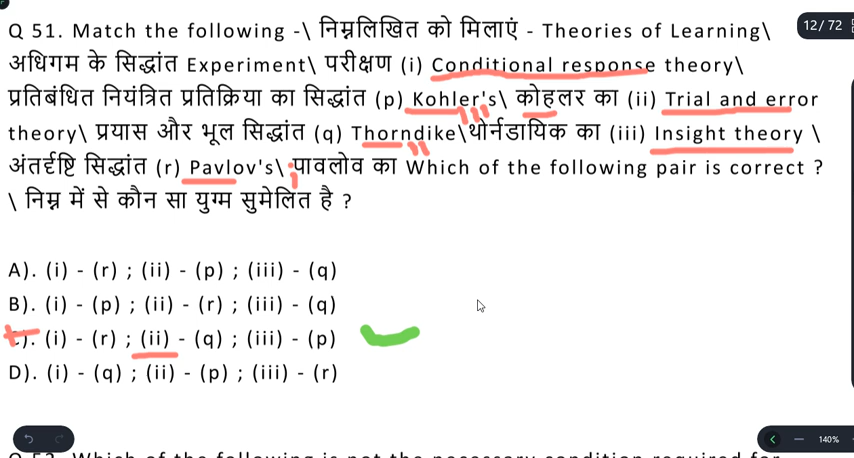 Q 51. Match the following -\ निम्नलिखित को मिलाएं - Theories of Learning\
12/ 72
अधिगम के सिद्धांत Experiment\ परीक्षण (i) Conditional response theory\
प्रतिबंधित नियंत्रित प्रतिक्रिया का सिद्धांत (p) Kohler's\ कोहलर का (ii) Trial and error
theory\ प्रयास और भूल सिद्धांत (q) Thorndike\थोर्नडायिक का (iii) Insight theory \
अंतर्दृष्टि सिद्धांत (r) Pavlov's\ पावलोव का Which of the following pair is correct ?
\ निम्न में से कौन सा युग्म सुमेलित है ?
A). (i) - (r) ; (ii) - (p) ; (iii) - (q)
B). (i) - (p) ; (ii) - (r) ; (iii) - (q)
C). (i) - (r) ; (ii) - (q) ; (iii) - (p)
D). (i) - (q) ; (ii) - (p) ; (iii) - (r)
140%